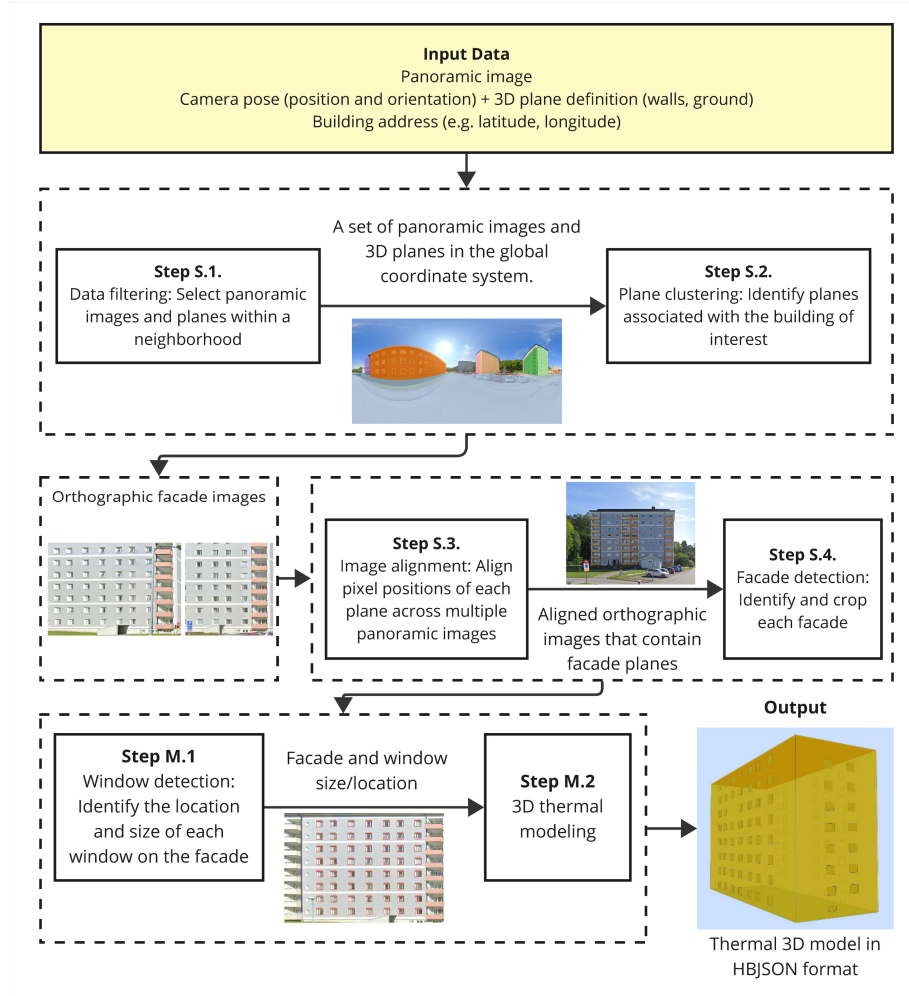 Input Data
Panoramic image
Camera pose (position and orientation) + 3D plane definition (walls, ground)
Building address (e.g. latitude, longitude)
A set of panoramic images and
3D planes in the global
coordinate system.
Step S.1.
Data filtering: Select panoramic
images and planes within a
neighborhood
Step S.2.
Plane clustering: Identify planes
associated with the building of
interest
Orthographic facade images
Step S.3.
Image alignment: Align
pixel positions of each
plane across multiple
panoramic images
Aligned orthographic
images that contain
facade planes
Step S.4.
Facade detection:
Identify and crop
each facade
Step M.1
Window detection:
Identify the location
and size of each
window on the facade
Facade and window
size/location
Step M.2
3D thermal
modeling
Output
Thermal 3D model in
HBJSON format